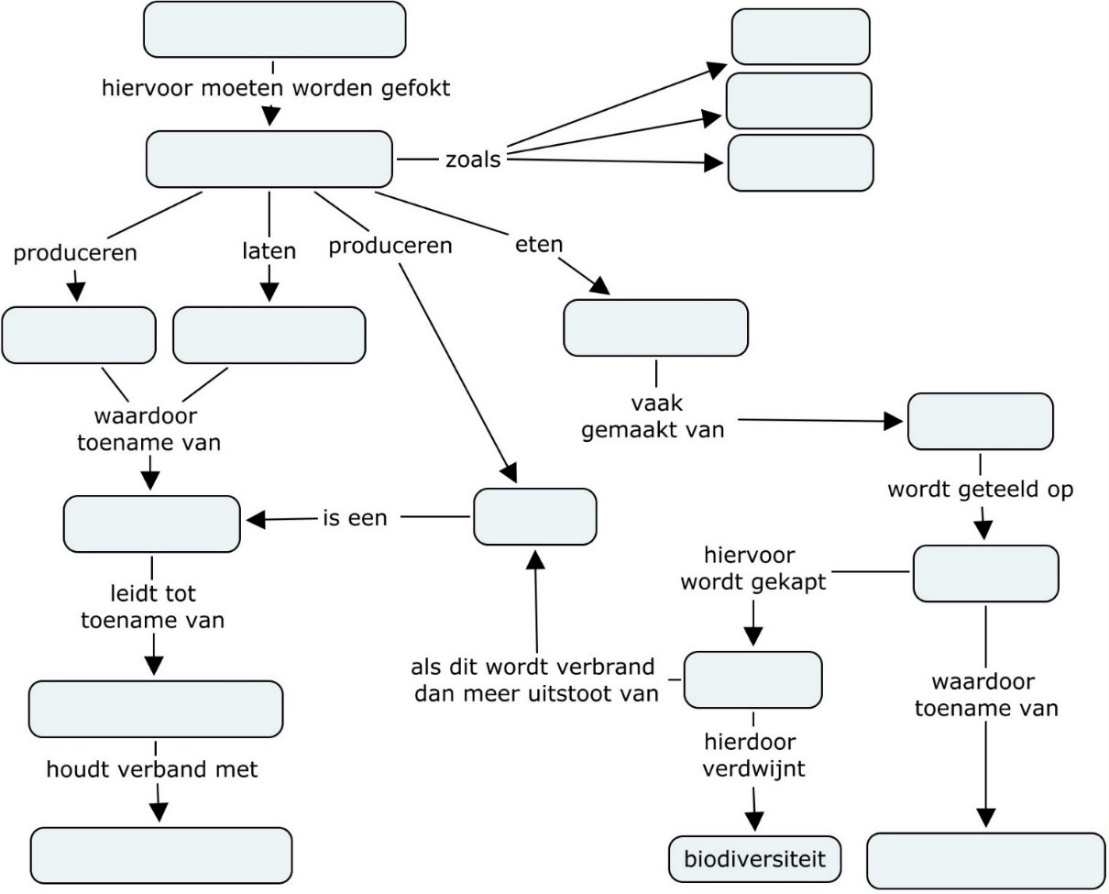 hiervoor moeten worden gefokt
zoals
produceren
laten
produceren
eten
waardoor
toename van
vaak
gemaakt van
wordt geteeld op
is een
hiervoor
wordt gekapt
leidt tot
toename van
als dit wordt verbrand
dan meer uitstoot van
waardoor
toename van
houdt verband met
hierdoor
verdwijnt
biodiversiteit